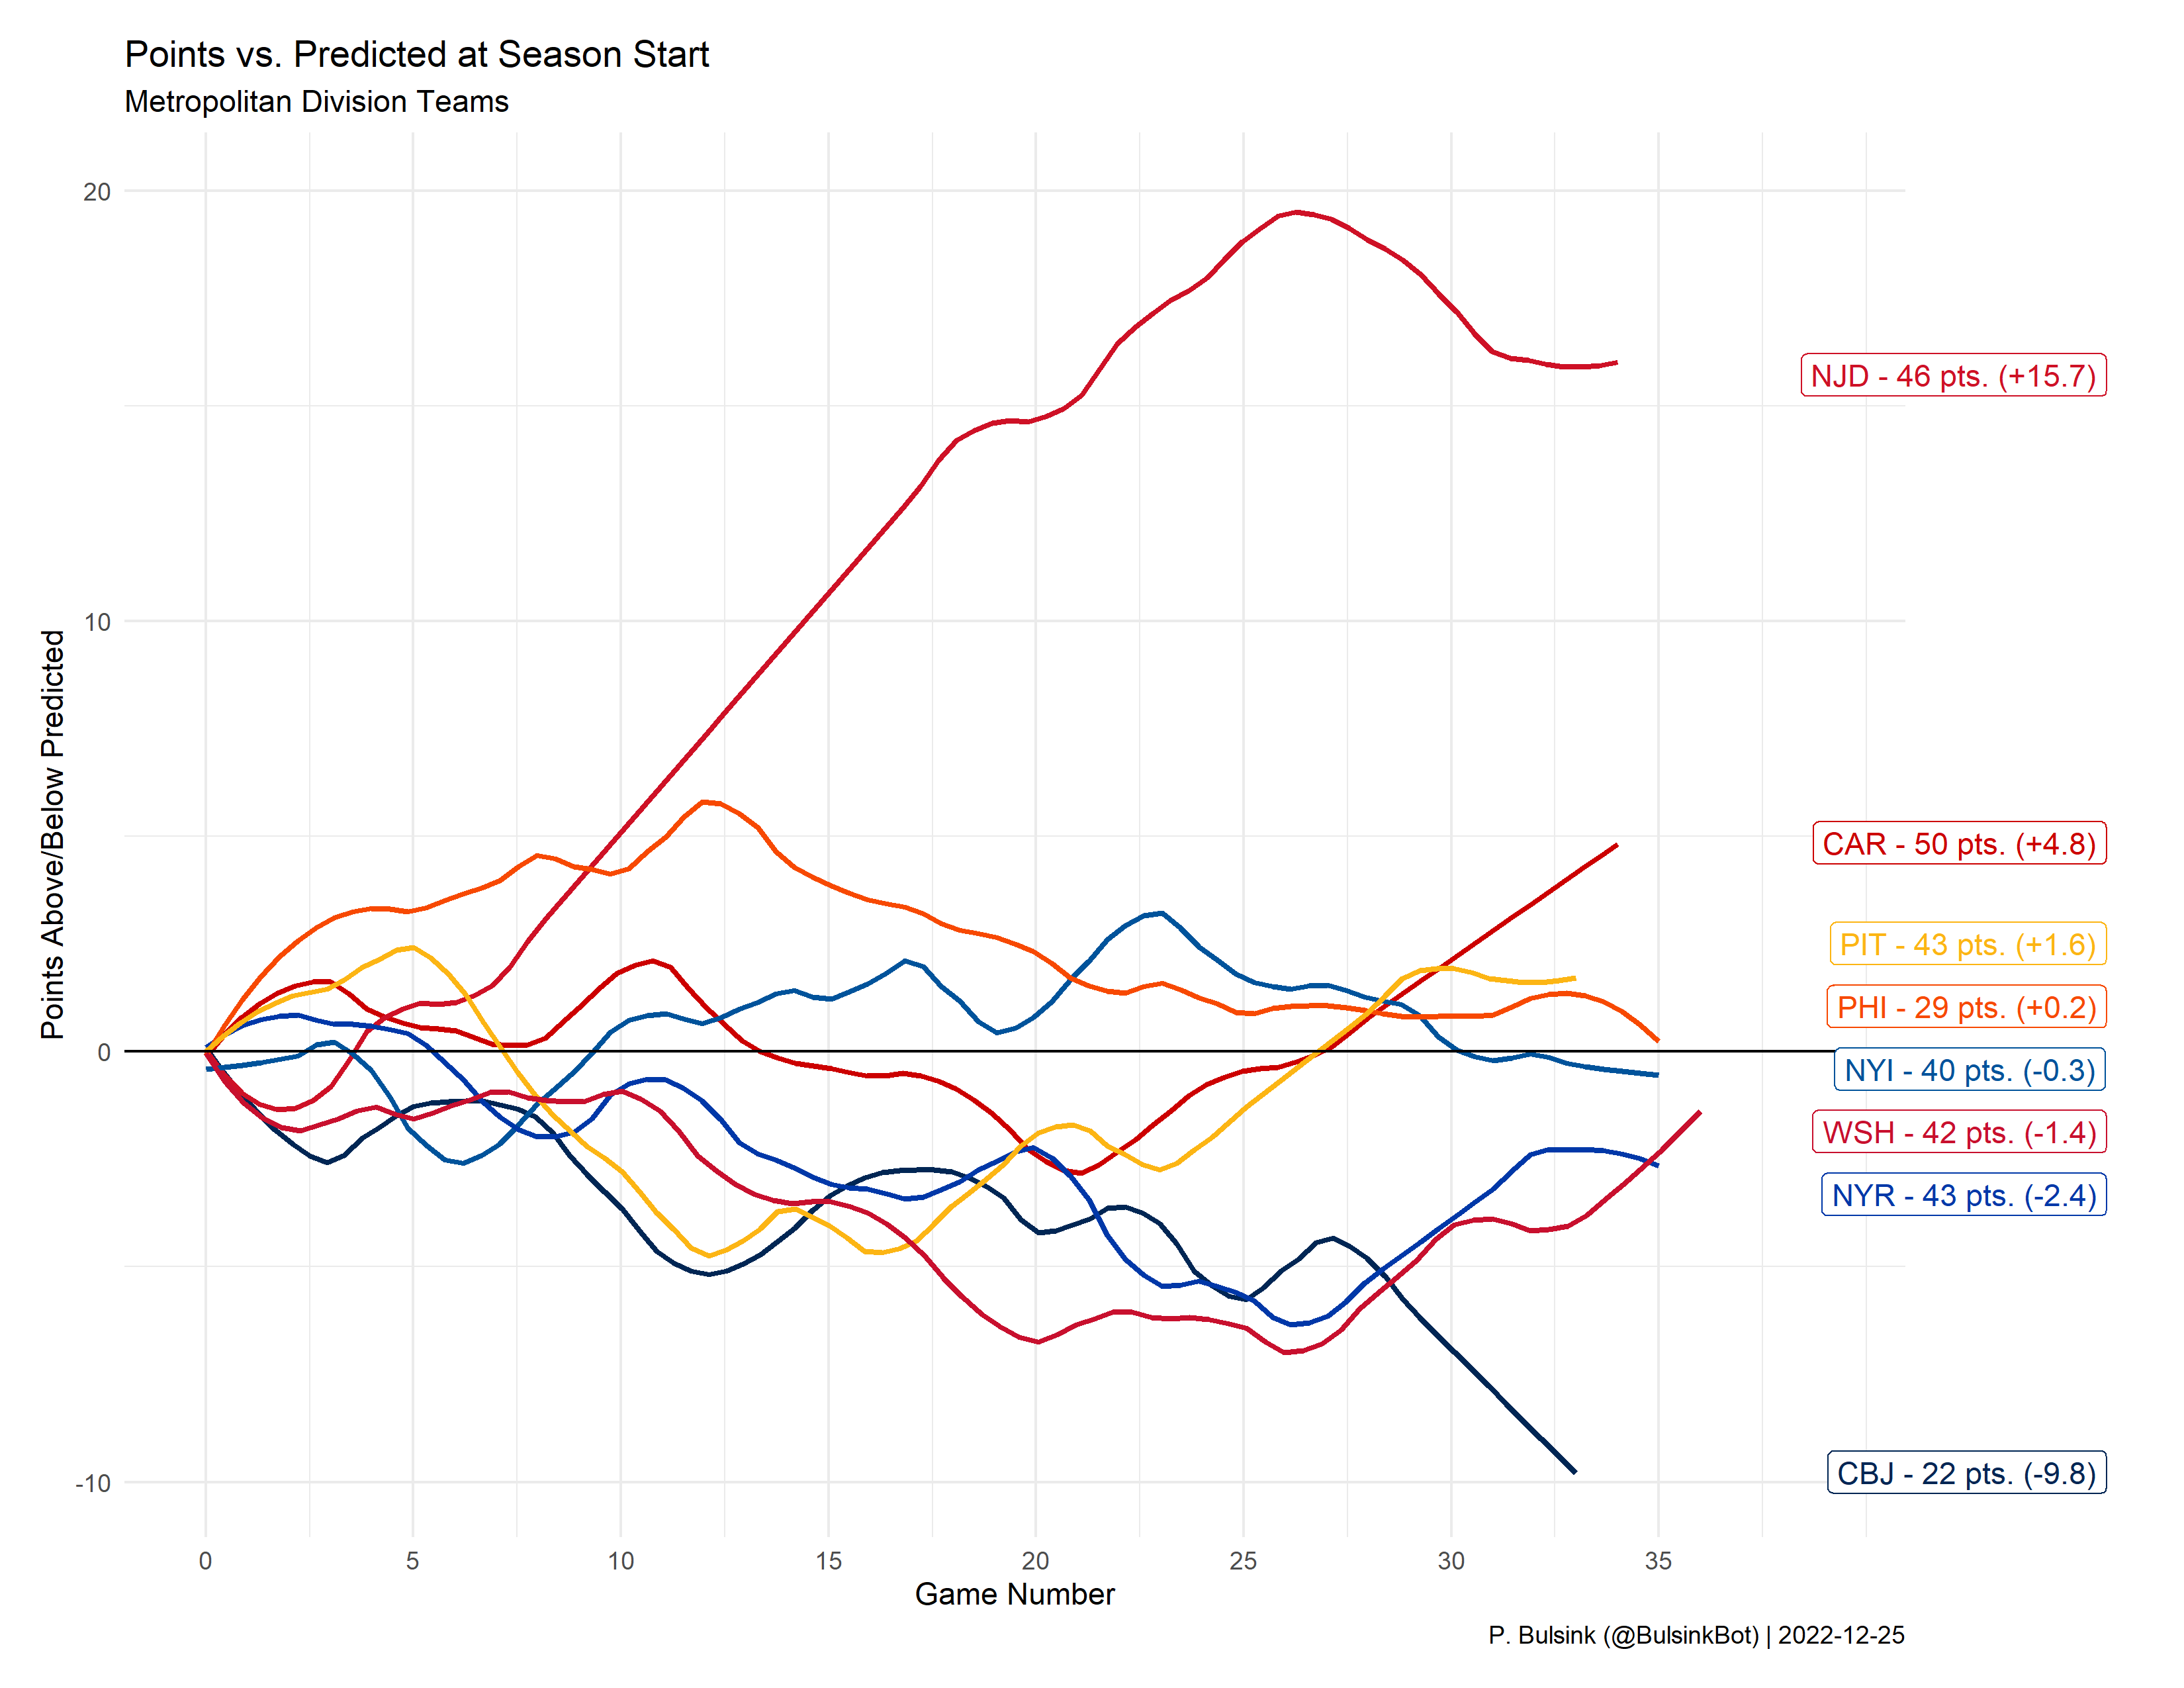 Points vs. Predicted at Season Start
Metropolitan Division Teams
Points Above/Below Predicted
20
10
0
-10
NJD - 46 pts. (+15.7)
CAR - 50 pts. (+4.8)
PIT - 43 pts. (+1.6)
PHI - 29 pts. (+0.2)
NYI - 40 pts. (-0.3)
WSH - 42 pts. (-1.4)
NYR - 43 pts. (-2.4)
CBJ - 22 pts. (-9.8)
0 5 10 15 20 25 30 35
Game Number
P. Bulsink (@BulsinkBot) | 2022-12-25